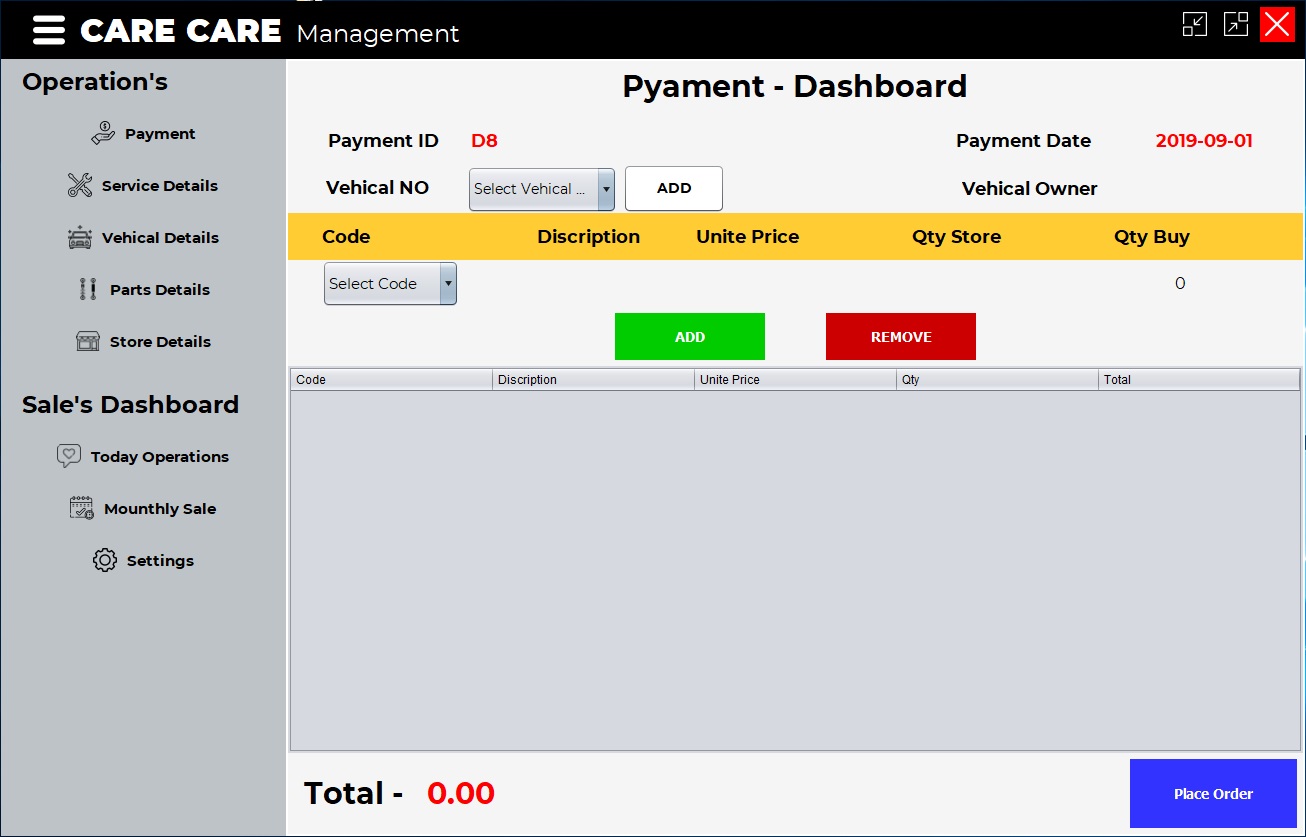 CARE CARE Management
Operation's
Payment
Service Details
Vehical Details
Parts Details
Store Details
Sale's Dashboard
Today Operations
Mounthly Sale
Settings
Pyament - Dashboard
Payment ID D8 Payment Date 2019-09-01
Vehical NO Select Vehical ... ADD Vehical Owner
Code Discription Unite Price Qty Store Qty Buy
Select Code 0
ADD REMOVE
Code Discription Unite Price Qty Total
Total - 0.00 Place Order